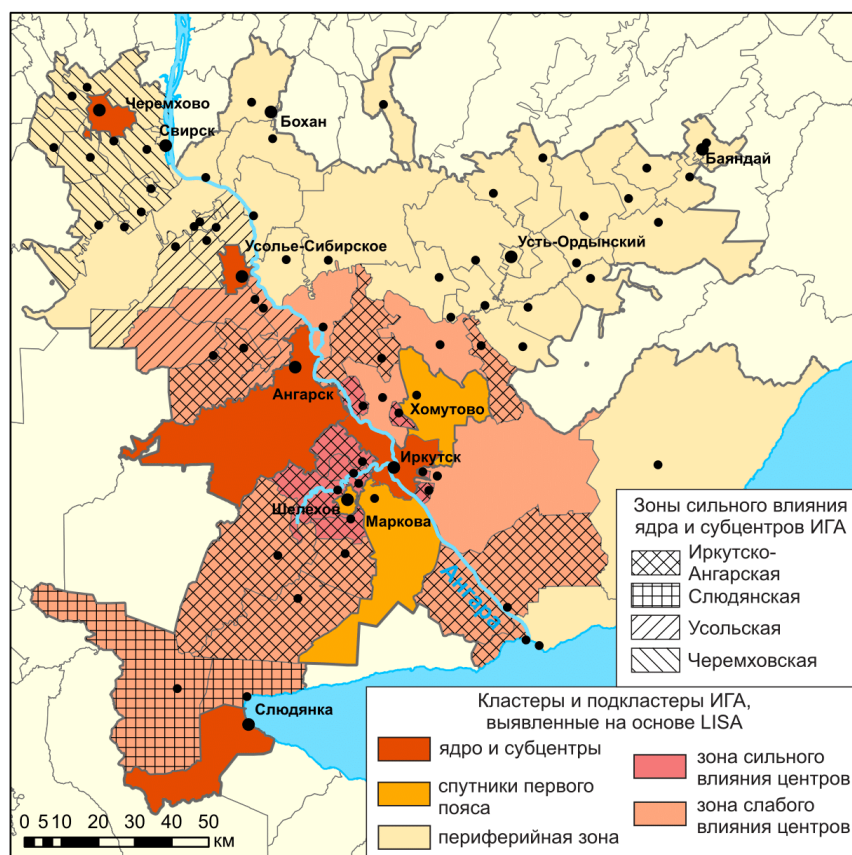 Черемхово
Свирск
Бохан
Баяндай
Усолье-Сибирское
Усть-Ордынский
Ангарск
Хомутово
Иркутск
Шелехов
Маркова
Ангара
Слюдянка
Зоны сильного влияния
ядра и субцентров ИГА
Иркутско-
Ангарская
Слюдянская
Усольская
Черемховская
Кластеры и подкластеры ИГА,
выявленные на основе LISA
ядро и субцентры
спутники первого
пояса
периферийная зона
зона сильного
влияния центров
зона слабого
влияния центров
0 5 10 20 30 40 50
км